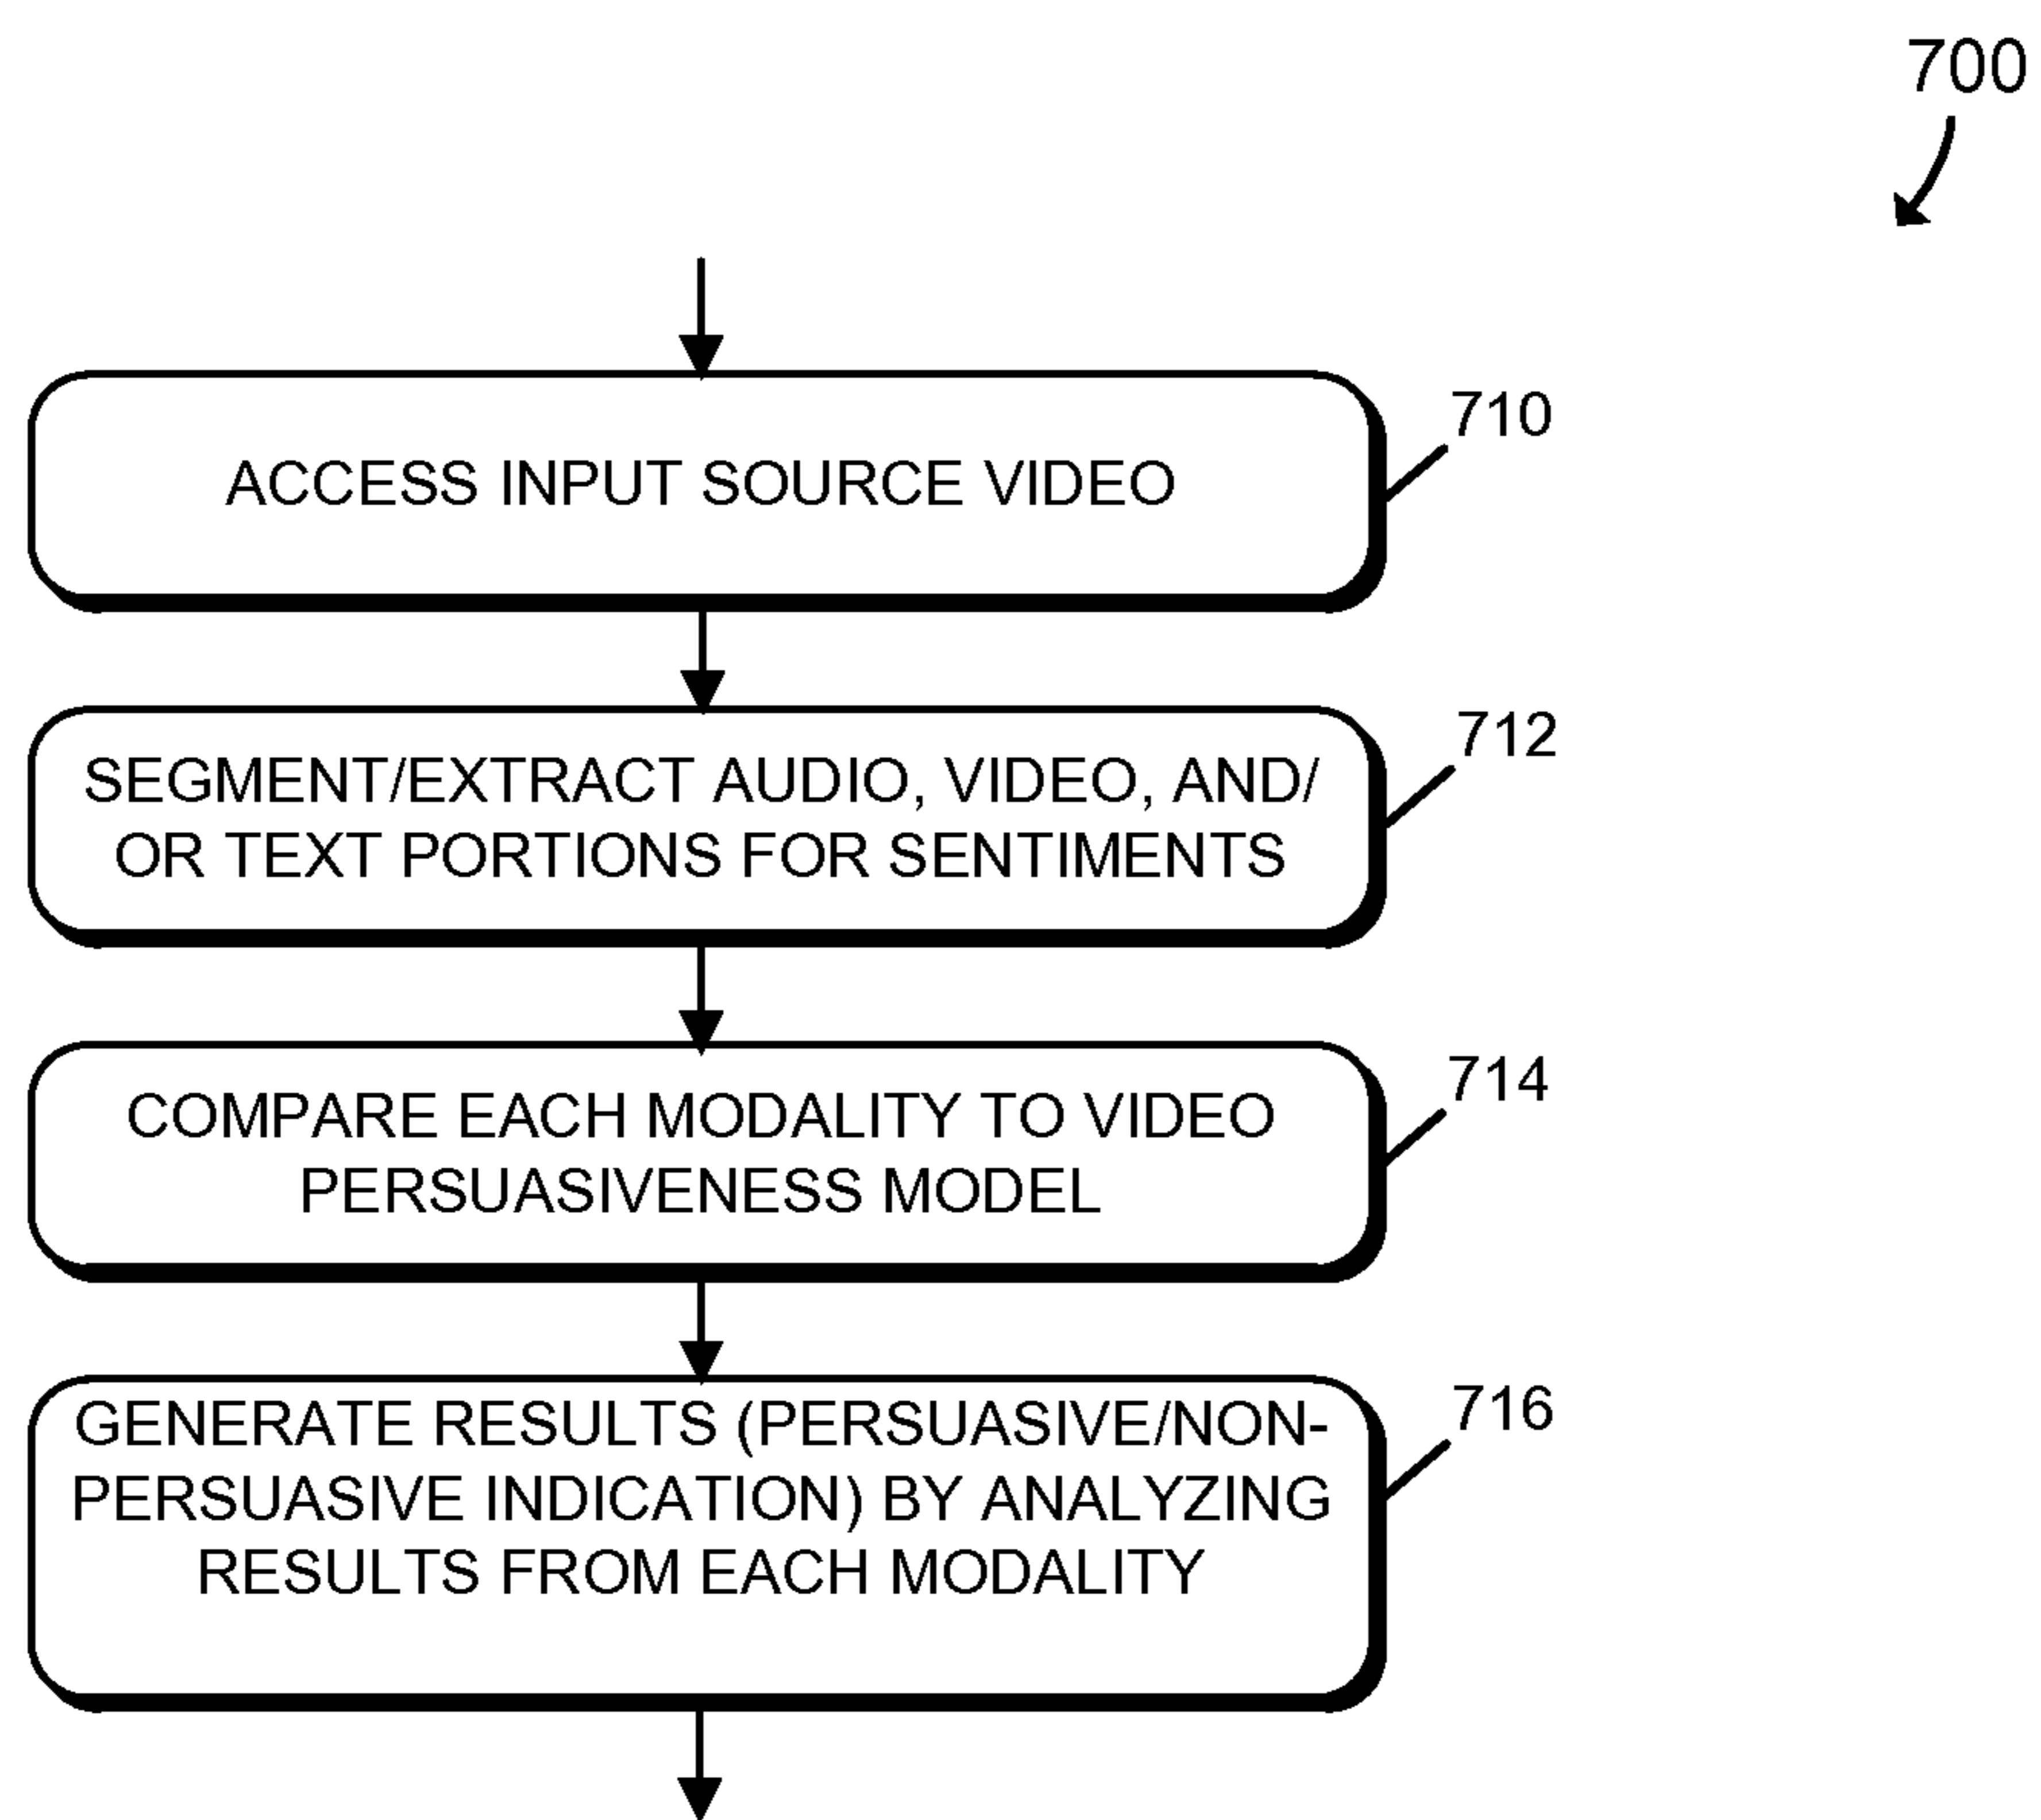 700
ACCESS INPUT SOURCE VIDEO
710
SEGMENT/EXTRACT AUDIO, VIDEO, AND/
OR TEXT PORTIONS FOR SENTIMENTS
712
COMPARE EACH MODALITY TO VIDEO
PERSUASIVENESS MODEL
714
GENERATE RESULTS (PERSUASIVE/NON-
PERSUASIVE INDICATION) BY ANALYZING
RESULTS FROM EACH MODALITY
716